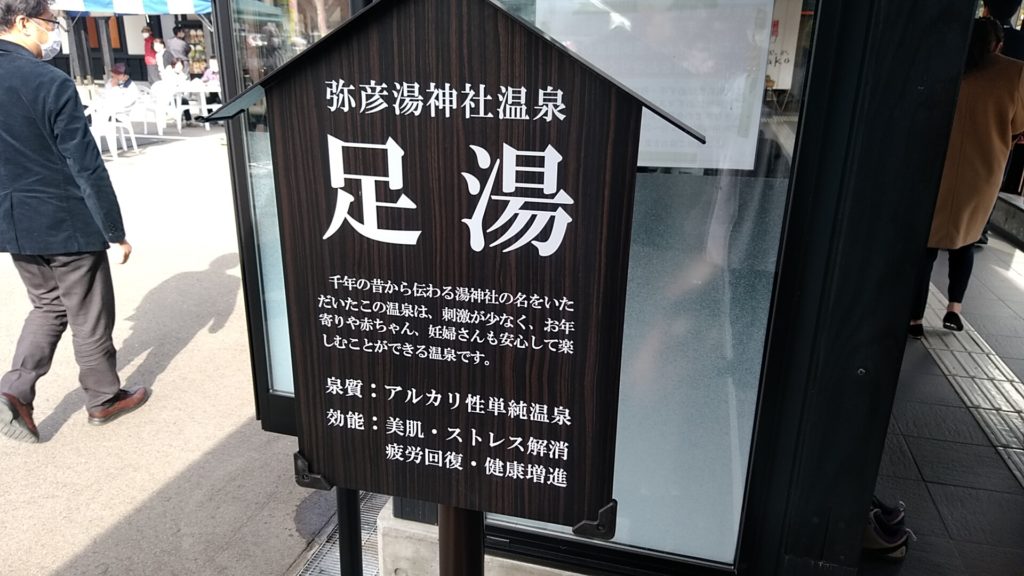 弥彦湯神社温泉
足湯
千年の昔から伝わる湯神社の名をいた
だいたこの温泉は、刺激が少なく、お年
寄りや赤ちゃん、妊婦さんも安心して楽
しむことができる温泉です。
泉質：アルカリ性単純温泉
効能：美肌・ストレス解消
疲労回復・健康増進